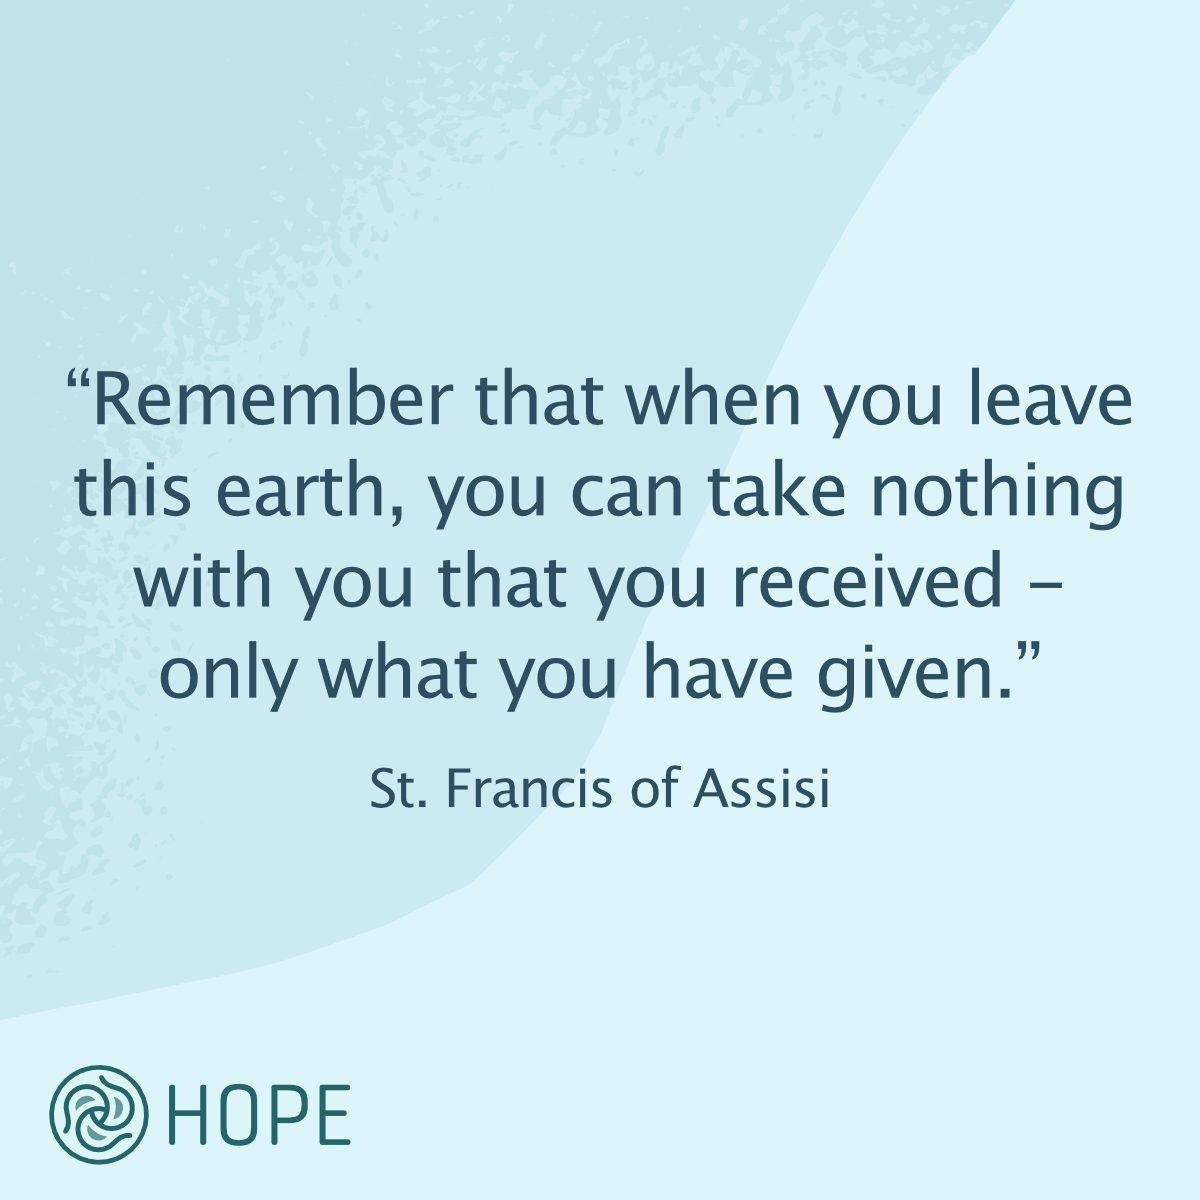 “Remember that when you leave
this earth, you can take nothing
with you that you received –
only what you have given.”
St. Francis of Assisi
HOPE